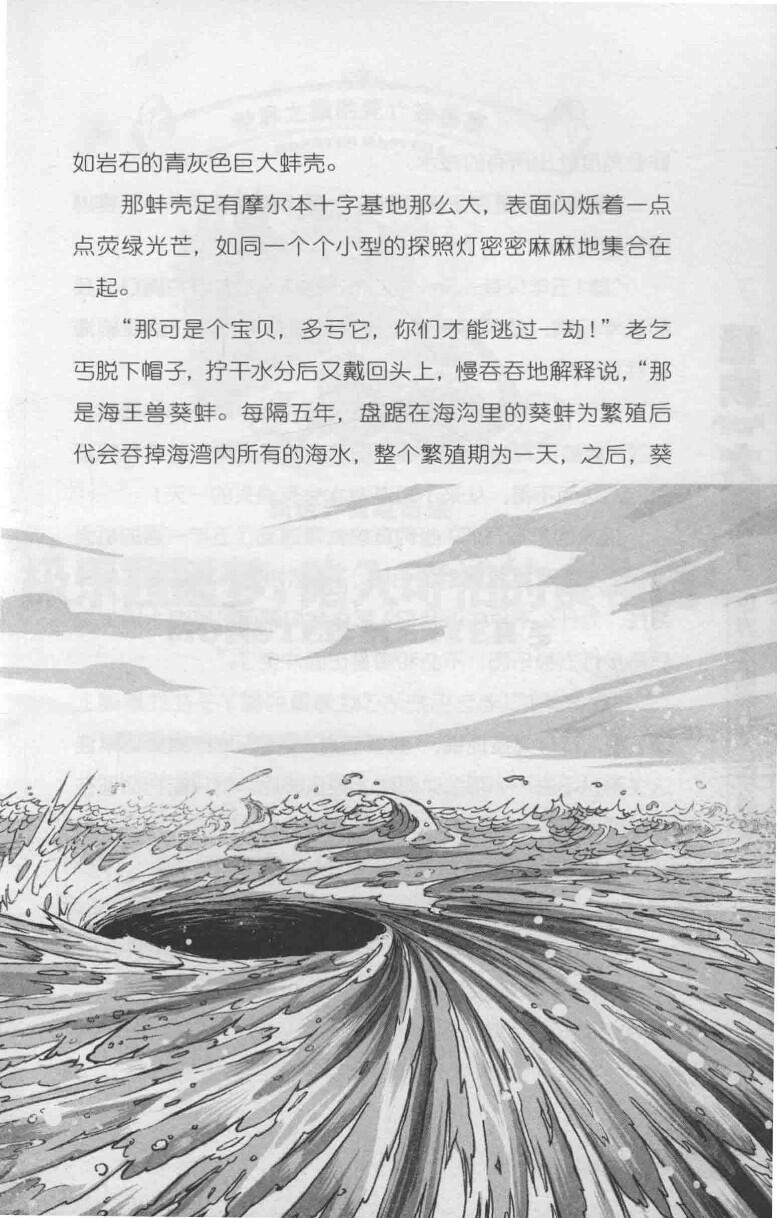 如岩石的青灰色巨大蚌壳。
那蚌壳足有摩尔本十字基地那么大，表面闪烁着一点
点荧绿光芒，如同一个个小型的探照灯密密麻麻地集合在
一起。
“那可是个宝贝，多亏它，你们才能逃过一劫！”老乞
丐脱下帽子，拧干水分后又戴回头上，慢吞吞地解释说，“那
是海王兽葵蚌。每隔五年，盘踞在海沟里的葵蚌为繁殖后
代会吞掉海湾内所有的海水，整个繁殖期为一天，之后，葵